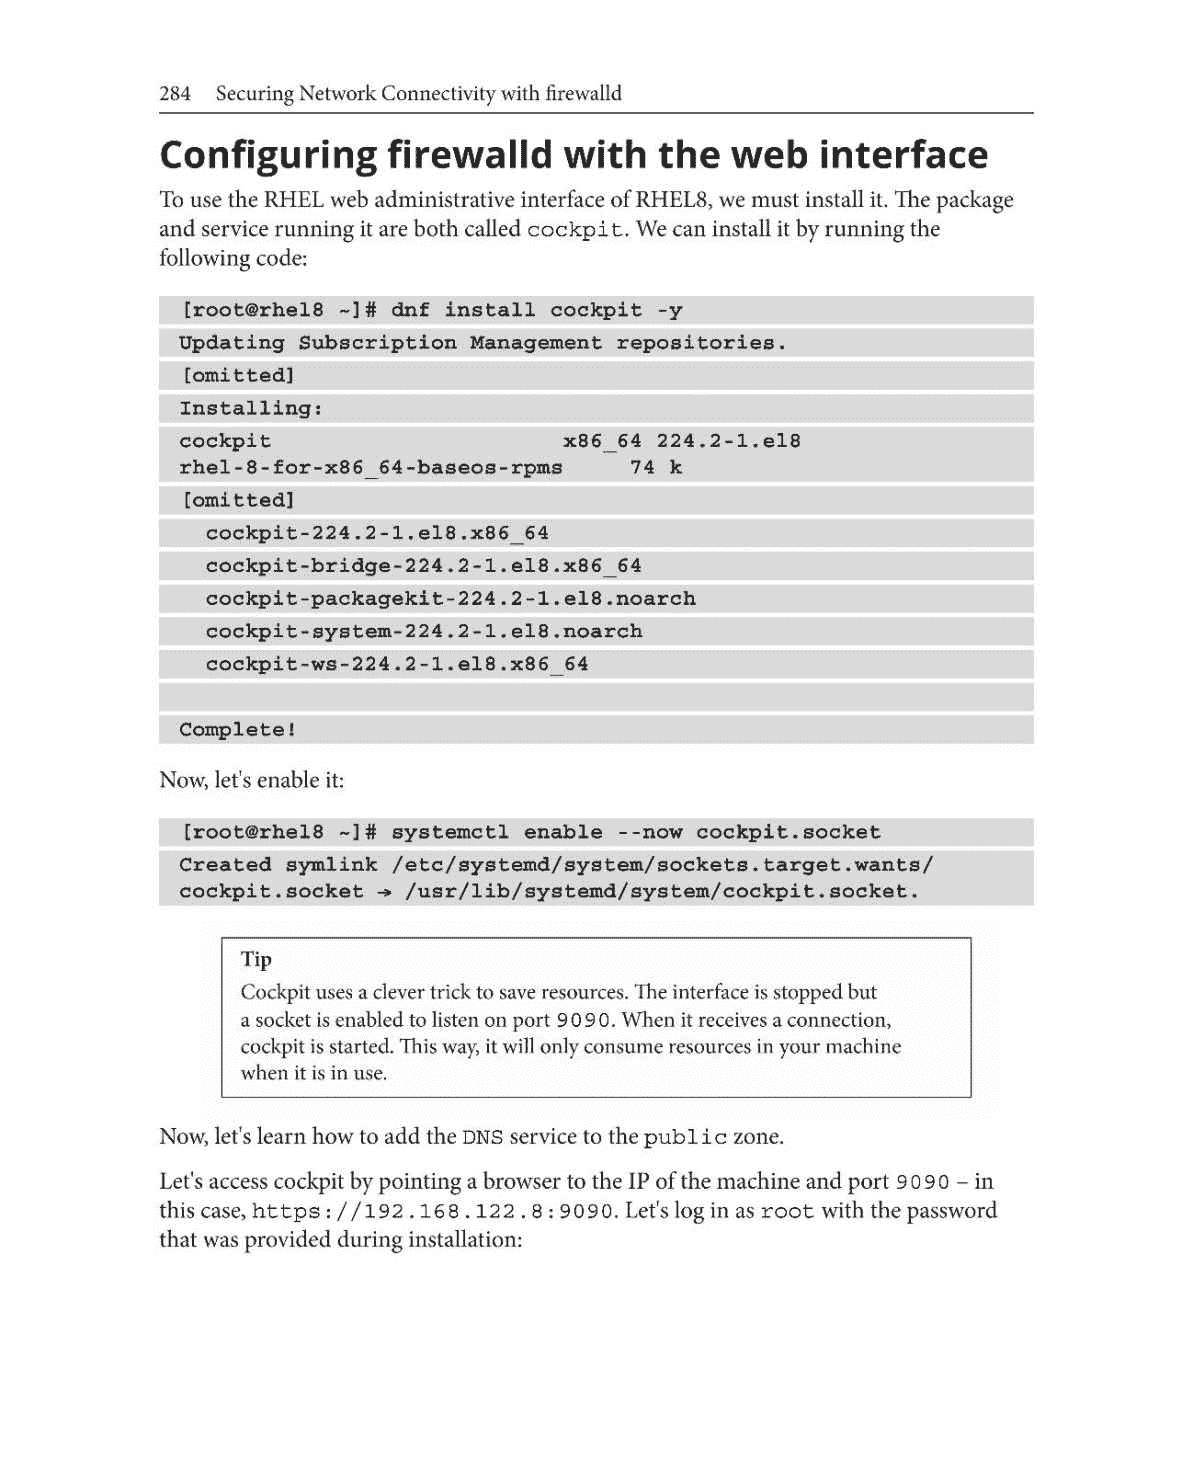 284 Securing Network Connectivity with firewalld
Configuring firewalld with the web interface
To use the RHEL web administrative interface of RHEL8, we must install it. The package
and service running it are both called cockpit. We can install it by running the
following code:
[root@rhel8 ~]# dnf install cockpit -y
Updating Subscription Management repositories.
[omitted]
Installing:
cockpit x86_64 224.2-1.el8
rhel-8-for-x86_64-baseos-rpms 74 k
[omitted]
cockpit-224.2-1.el8.x86_64
cockpit-bridge-224.2-1.el8.x86_64
cockpit-packagekit-224.2-1.el8.noarch
cockpit-system-224.2-1.el8.noarch
cockpit-ws-224.2-1.el8.x86_64
Complete!
Now, let's enable it:
[root@rhel8 ~]# systemctl enable --now cockpit.socket
Created symlink /etc/systemd/system/sockets.target.wants/
cockpit.socket → /usr/lib/systemd/system/cockpit.socket.
Tip
Cockpit uses a clever trick to save resources. The interface is stopped but
a socket is enabled to listen on port 9090. When it receives a connection,
cockpit is started. This way, it will only consume resources in your machine
when it is in use.
Now, let's learn how to add the DNS service to the public zone.
Let's access cockpit by pointing a browser to the IP of the machine and port 9090 – in
this case, https://192.168.122.8:9090. Let's log in as root with the password
that was provided during installation: